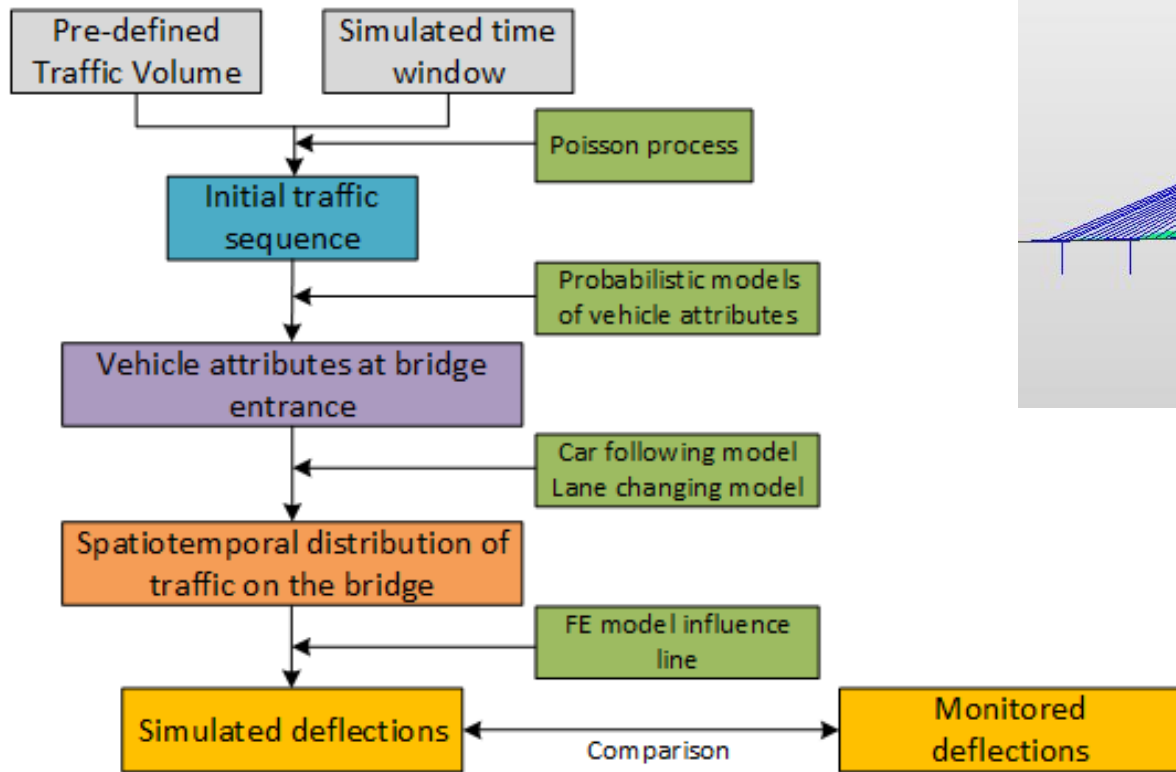 Pre-defined
Traffic Volume
Simulated time
window
Poisson process
Initial traffic
sequence
Probabilistic models
of vehicle attributes
Vehicle attributes at bridge
entrance
Car following model
Lane changing model
Spatiotemporal distribution of
traffic on the bridge
FE model influence
line
Simulated deflections
Comparison
Monitored
deflections